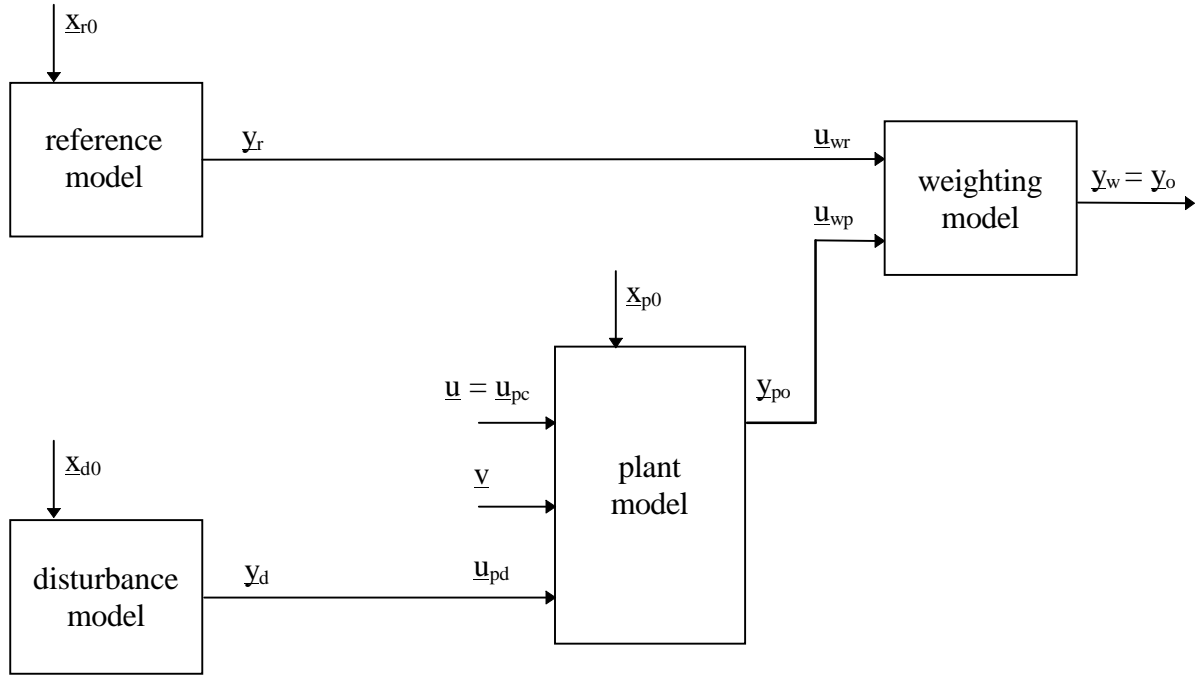 x_r0
reference
model
y_r
u_wr
weighting
model
y_w = y_o
u_wp
x_p0
u = u_pc
y_po
v
plant
model
x_d0
disturbance
model
y_d
u_pd